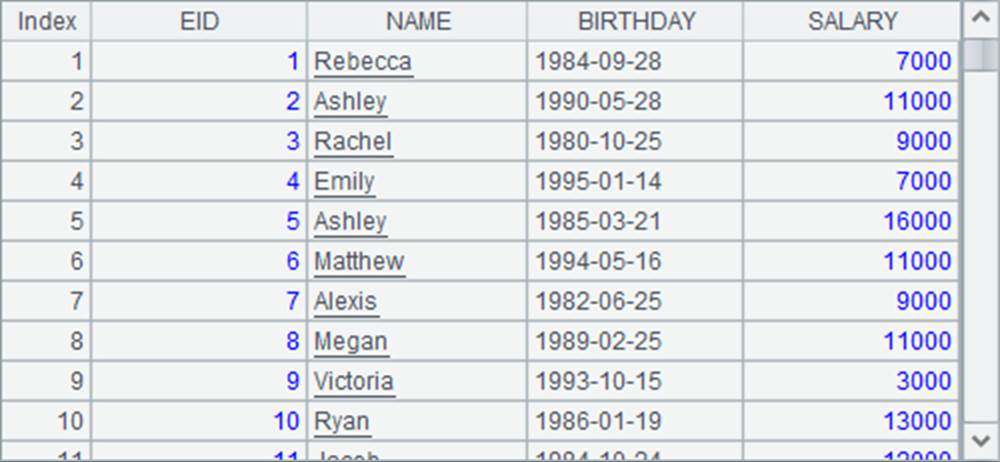 Index EID NAME BIRTHDAY SALARY
1 1 Rebecca 1984-09-28 7000
2 2 Ashley 1990-05-28 11000
3 3 Rachel 1980-10-25 9000
4 4 Emily 1995-01-14 7000
5 5 Ashley 1985-03-21 16000
6 6 Matthew 1994-05-16 11000
7 7 Alexis 1982-06-25 9000
8 8 Megan 1989-02-25 11000
9 9 Victoria 1993-10-15 3000
10 10 Ryan 1986-01-19 13000
11 11 Jacob